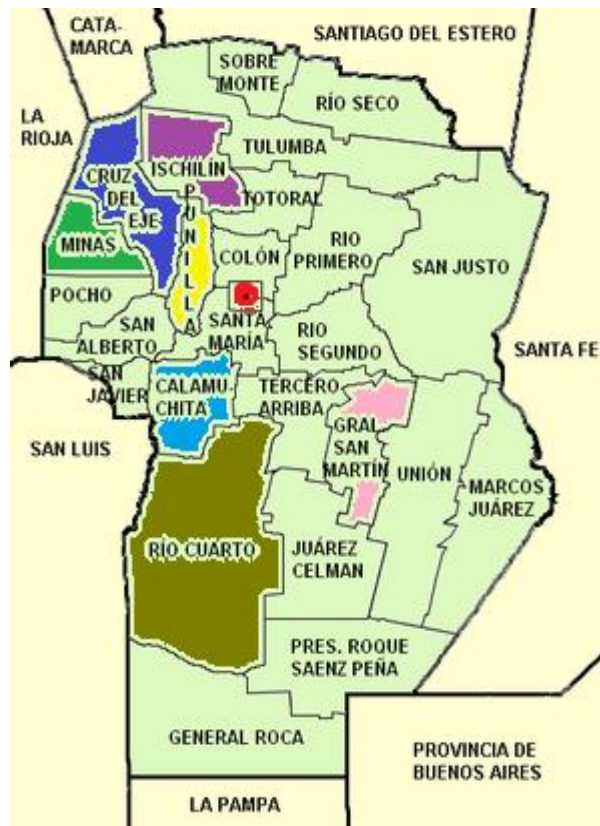 CATA-
MARCA
SANTIAGO DEL ESTERO
SOBRE
MONTE
RÍO SECO
LA
RIOJA
TULUMBA
ISCHILÍN
CRUZ
DEL
EJE
TOTORAL
PUNILLA
MINAS
COLÓN
RIO
PRIMERO
SAN JUSTO
POCHO
SAN
ALBERTO
SANTA
MARÍA
RIO
SEGUNDO
SANTA FE
SAN
JAVIER
CALAMU-
CHITA
TERCERO
ARRIBA
GRAL
SAN
MARTÍN
SAN LUIS
UNIÓN
MARCOS
JUÁREZ
RÍO CUARTO
JUÁREZ
CELMAN
PRES. ROQUE
SAENZ PEÑA
GENERAL ROCA
PROVINCIA DE
BUENOS AIRES
LA PAMPA